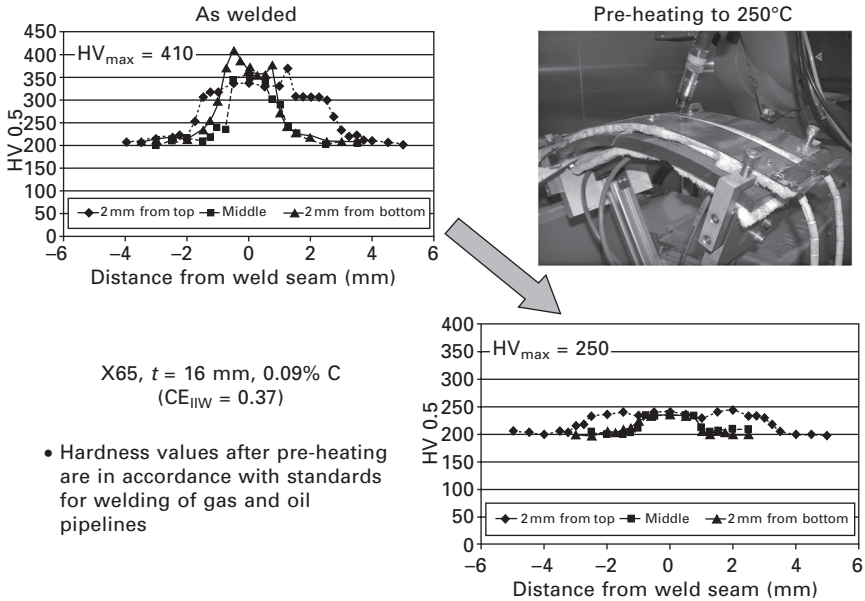 As welded
Pre-heating to 250°C
HVmax = 410
HV 0.5
450
400
350
300
250
200
150
100
50
0
2 mm from top
Middle
2 mm from bottom
−6
−4
−2
0
2
4
6
Distance from weld seam (mm)
X65, t = 16 mm, 0.09% C
(CEIIW = 0.37)
• Hardness values after pre-heating
are in accordance with standards
for welding of gas and oil
pipelines
HVmax = 250
HV 0.5
400
350
300
250
200
150
100
50
0
2 mm from top
Middle
2 mm from bottom
−6
−4
−2
0
2
4
6
Distance from weld seam (mm)